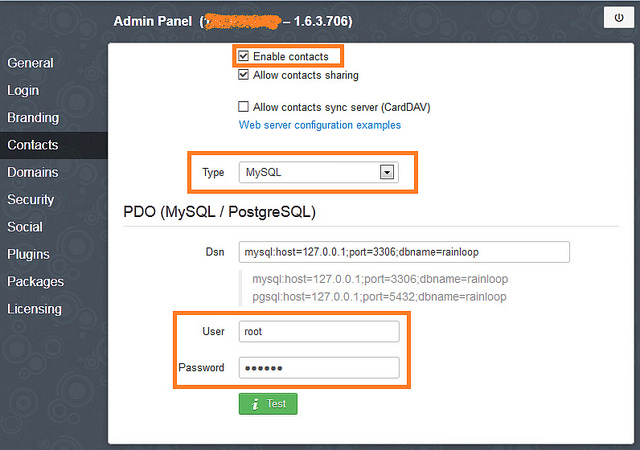 Admin Panel ( – 1.6.3.706)
General
Login
Branding
Contacts
Domains
Security
Social
Plugins
Packages
Licensing
Enable contacts
Allow contacts sharing
Allow contacts sync server (CardDAV)
Web server configuration examples
Type MySQL
PDO (MySQL / PostgreSQL)
Dsn mysql:host=127.0.0.1;port=3306;dbname=rainloop
mysql:host=127.0.0.1;port=3306;dbname=rainloop
pgsql:host=127.0.0.1;port=5432;dbname=rainloop
User root
Password ••••••
i Test